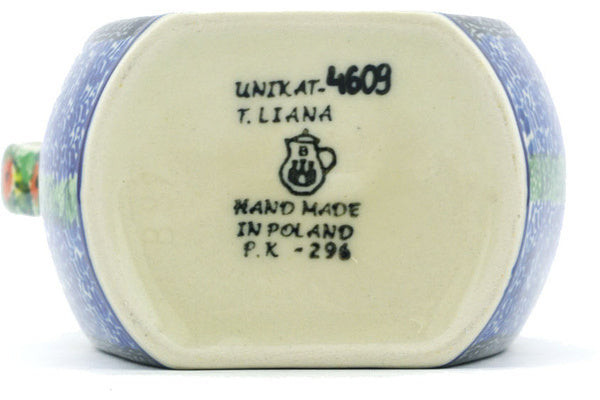 UNIKAT-4609
T. LIANA
B
HAND MADE
IN POLAND
P.K -296